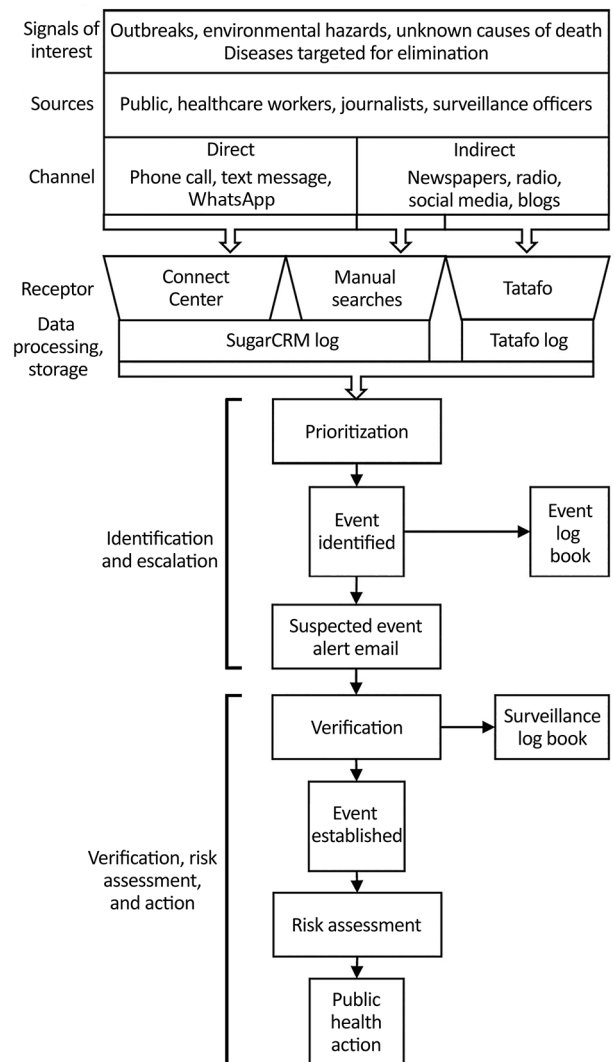 Signals of
interest
Outbreaks, environmental hazards, unknown causes of death
Diseases targeted for elimination
Sources
Public, healthcare workers, journalists, surveillance officers
Channel
Direct
Phone call, text message,
WhatsApp
Indirect
Newspapers, radio,
social media, blogs
Receptor
Connect
Center
Manual
searches
Tatafo
Data
processing,
storage
SugarCRM log
Tatafo log
Prioritization
Identification
and escalation
Event
identified
Event
log
book
Suspected event
alert email
Verification
Surveillance
log book
Event
established
Verification, risk
assessment,
and action
Risk assessment
Public
health
action